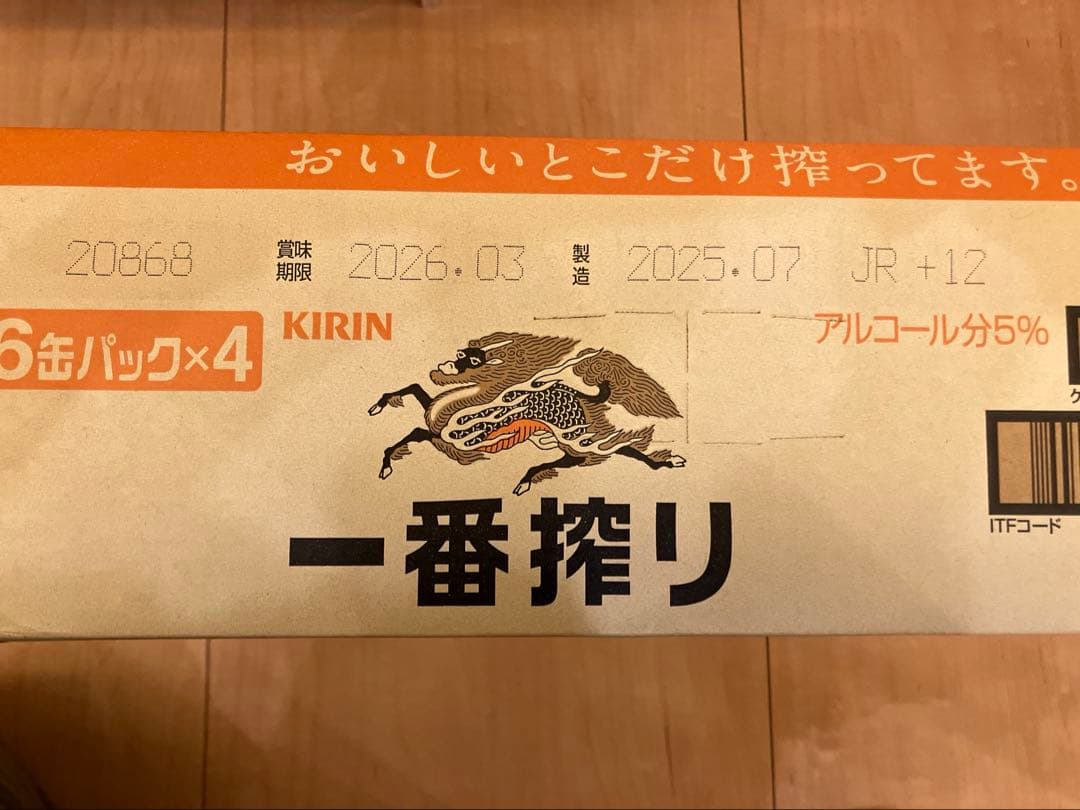 おいしいとこだけ搾ってます。
20868 賞味期限 2026.03 製造 2025.07 JR +12
6缶パック×4
KIRIN
アルコール分5%
一番搾り
ITFコード